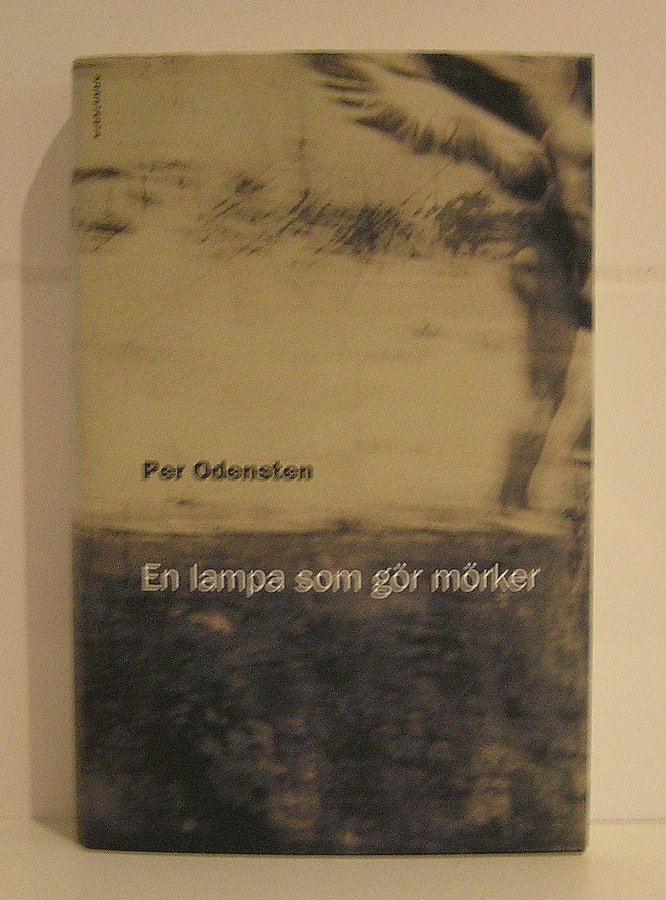 Per Odensten
En lampa som gör mörker